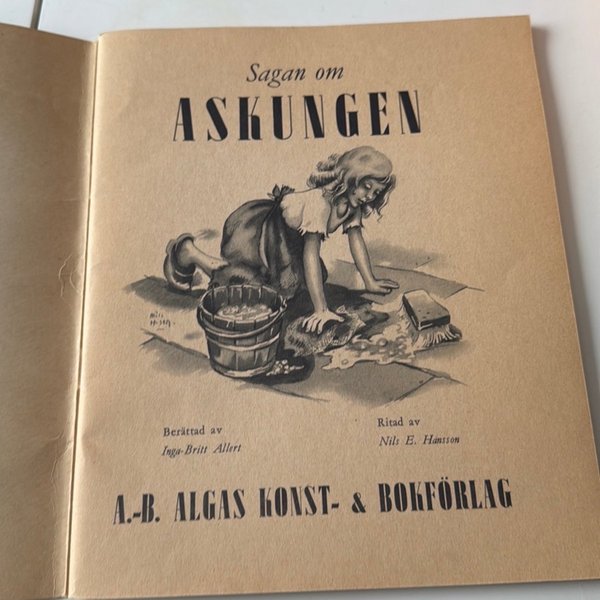 Sagan om
ASKUNGEN
Berättad av
Inga-Britt Allert
Ritad av
Nils E. Hansson
A.-B. ALGAS KONST- & BOKFÖRLAG